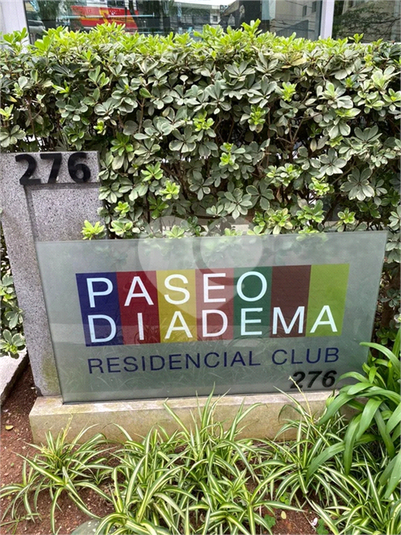 276
PASEO
DIADEMA
RESIDENCIAL CLUB
276